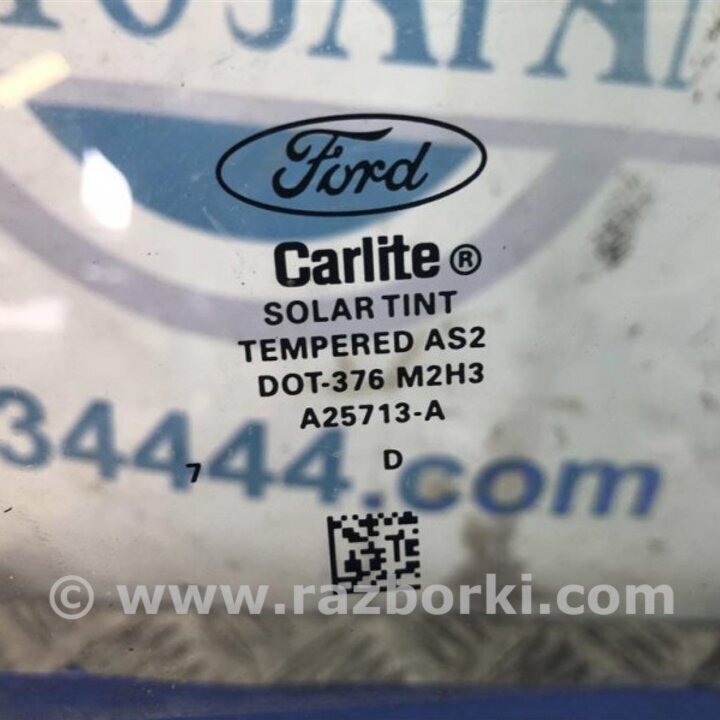 Ford
Carlite®
SOLAR TINT
TEMPERED AS2
DOT-376 M2H3
A25713-A
34444.com
7 D
© www.razborki.com